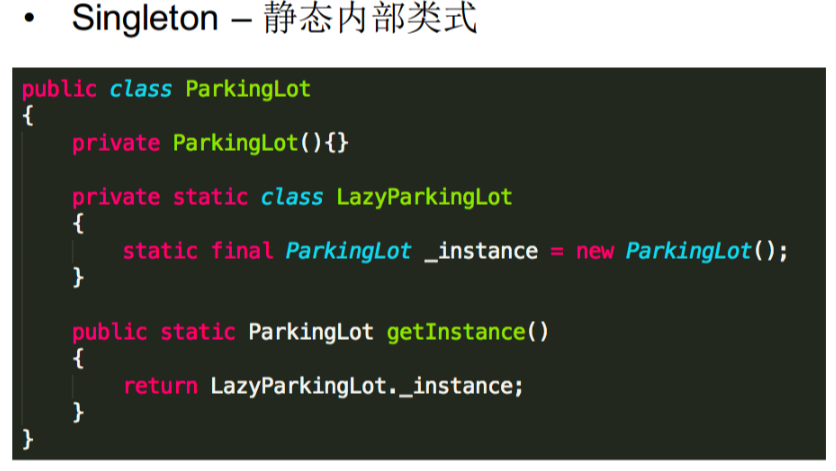 • Singleton – 静态内部类式
public class ParkingLot
{
    private ParkingLot(){}
    private static class LazyParkingLot
    {
        static final ParkingLot _instance = new ParkingLot();
    }
    public static ParkingLot getInstance()
    {
        return LazyParkingLot._instance;
    }
}